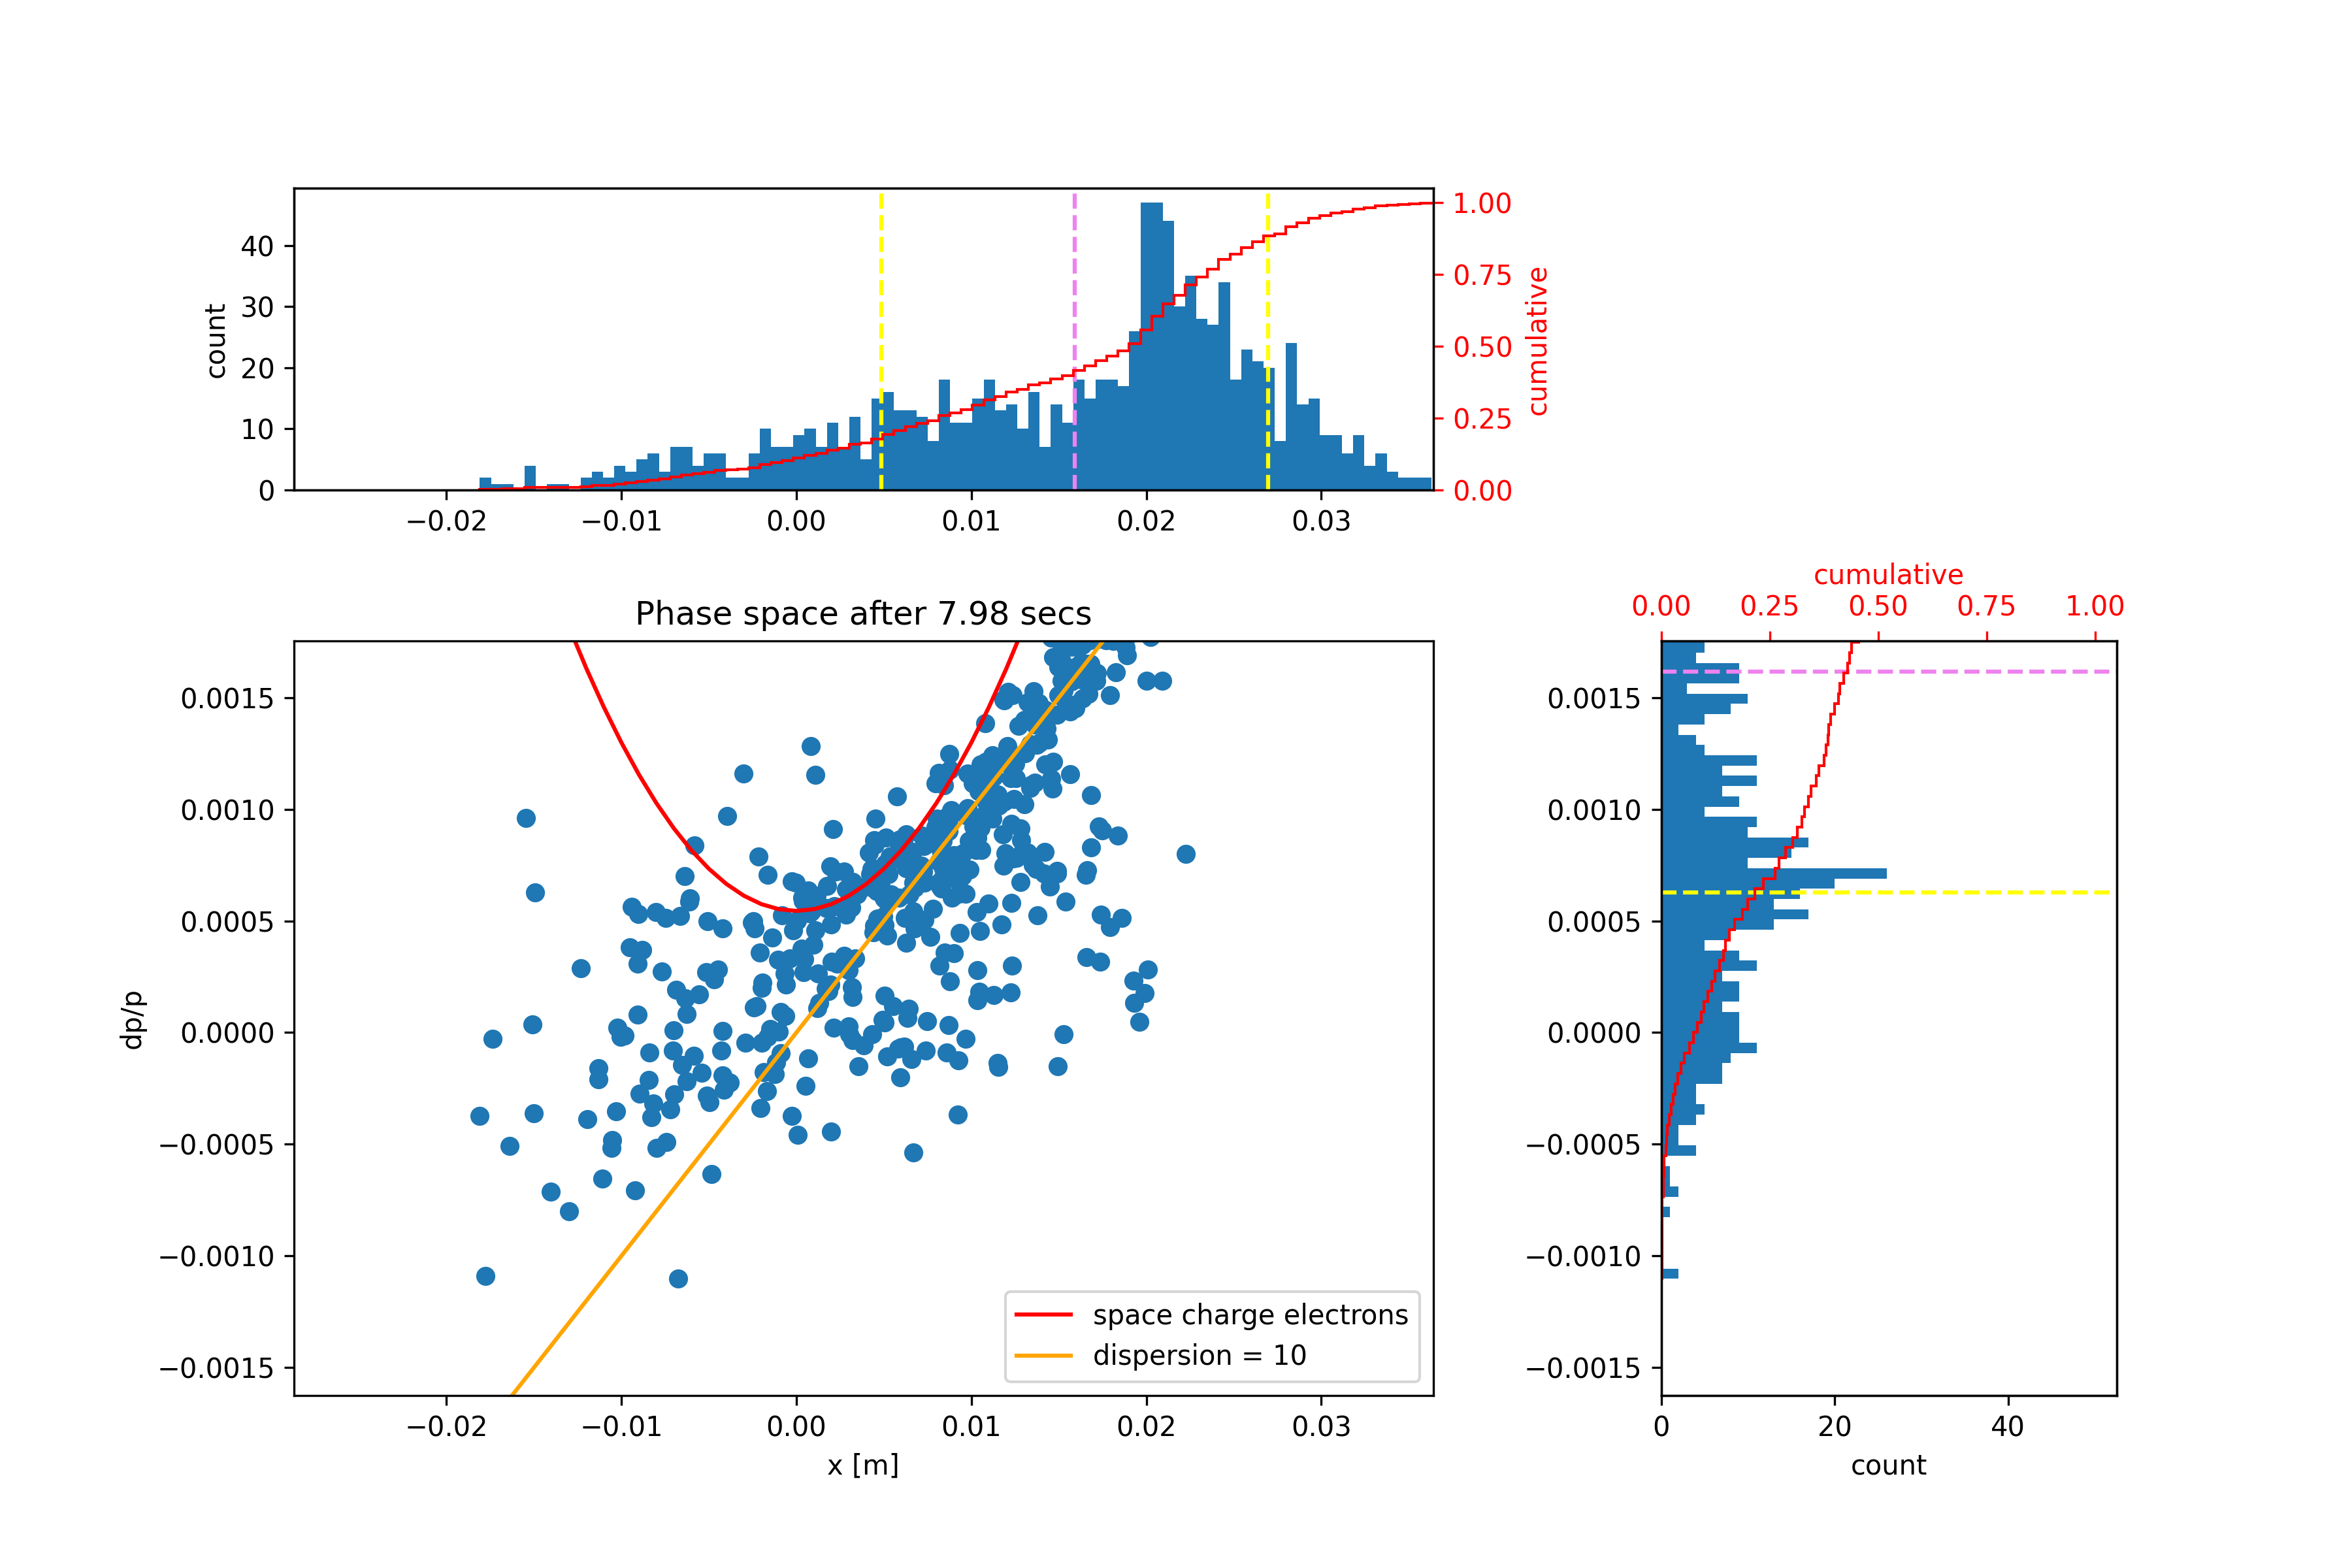 40
30
20
10
0
count
−0.02 −0.01 0.00 0.01 0.02 0.03
1.00
0.75
0.50
0.25
0.00
cumulative
Phase space after 7.98 secs
0.0015
0.0010
0.0005
0.0000
−0.0005
−0.0010
−0.0015
dp/p
−0.02 −0.01 0.00 0.01 0.02 0.03
x [m]
space charge electrons
dispersion = 10
cumulative
0.00 0.25 0.50 0.75 1.00
0.0015
0.0010
0.0005
0.0000
−0.0005
−0.0010
−0.0015
0 20 40
count